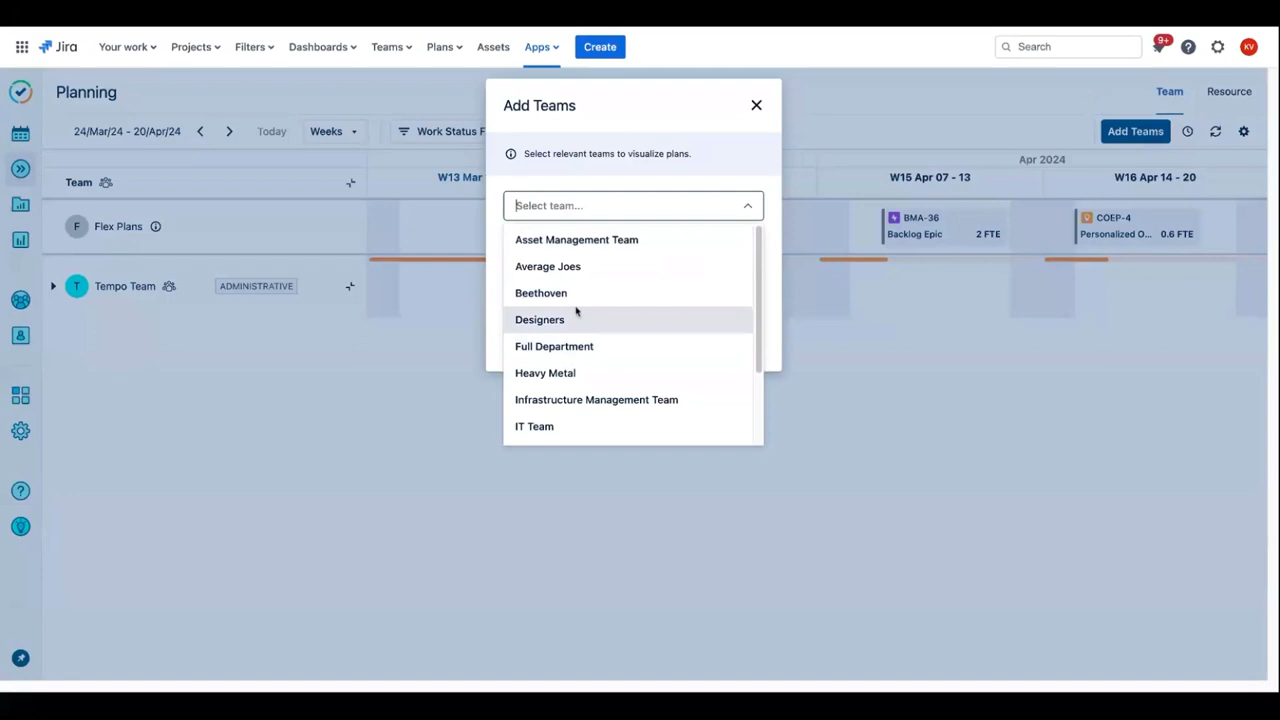 Jira Your work Projects Filters Dashboards Teams Plans Assets Apps Create Search 9+ KV
Planning
Team Resource
24/Mar/24 - 20/Apr/24 Today Weeks Work Status F
Add Teams
Add Teams
Select relevant teams to visualize plans.
Select team...
Asset Management Team
Average Joes
Beethoven
Designers
Full Department
Heavy Metal
Infrastructure Management Team
IT Team
Apr 2024
Team W13 Mar W15 Apr 07 - 13 W16 Apr 14 - 20
F Flex Plans
BMA-36
Backlog Epic 2 FTE
COEP-4
Personalized O... 0.6 FTE
T Tempo Team ADMINISTRATIVE